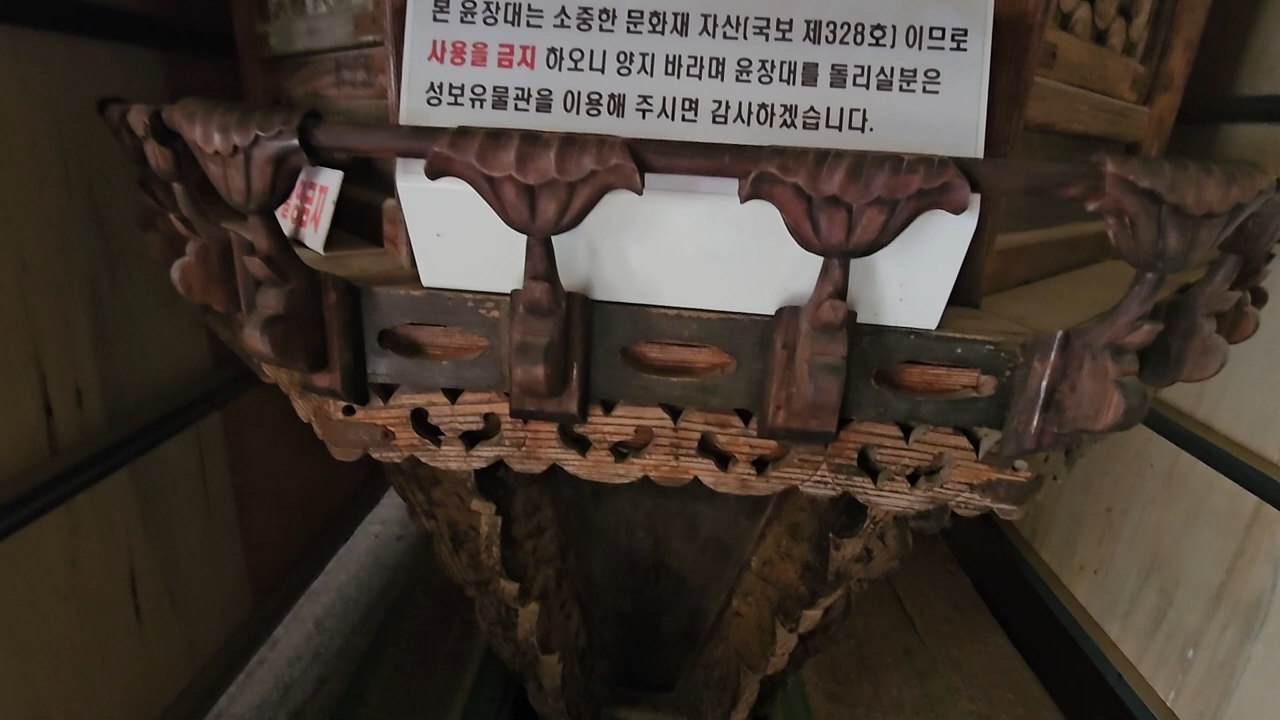 본 윤장대는 소중한 문화재 자산(국보 제328호) 이므로
사용을 금지 하오니 양지 바라며 윤장대를 돌리실분은
성보유물관을 이용해 주시면 감사하겠습니다.